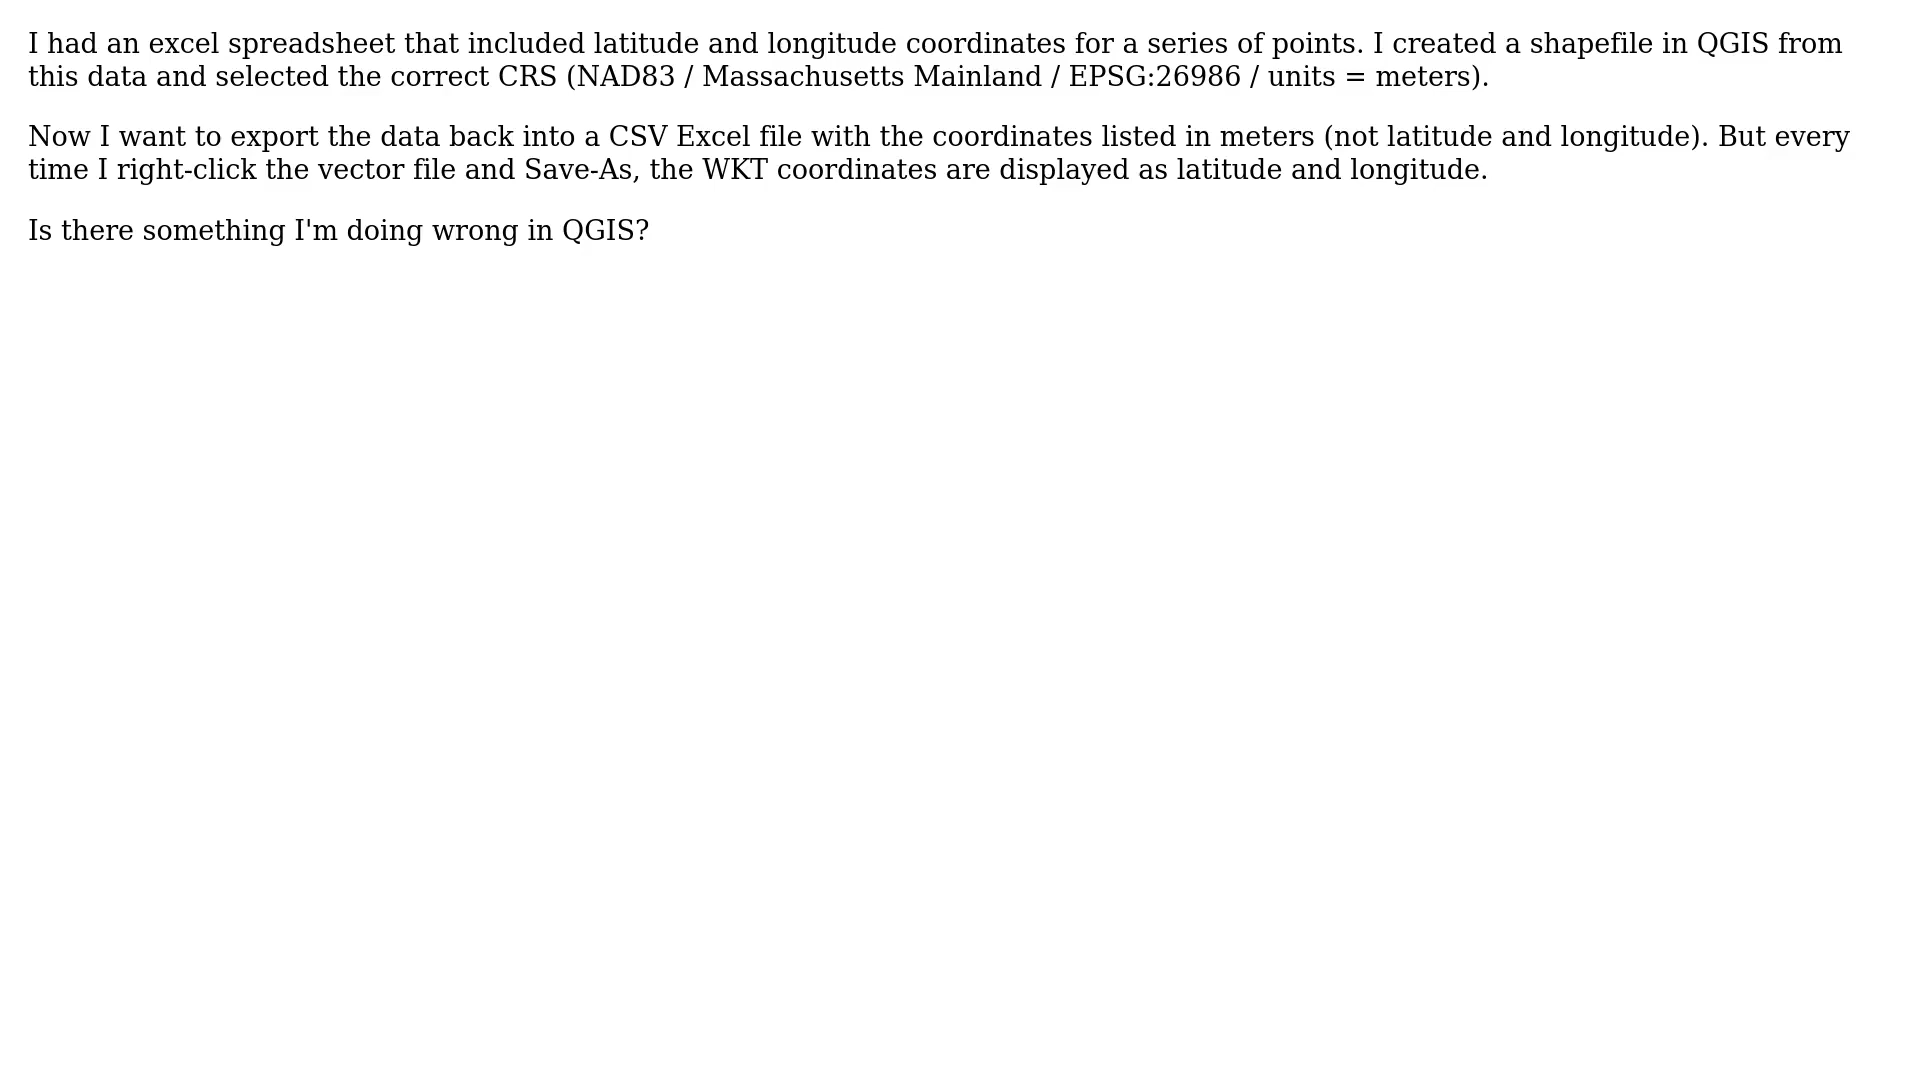 I had an excel spreadsheet that included latitude and longitude coordinates for a series of points. I created a shapefile in QGIS from
this data and selected the correct CRS (NAD83 / Massachusetts Mainland / EPSG:26986 / units = meters).
Now I want to export the data back into a CSV Excel file with the coordinates listed in meters (not latitude and longitude). But every
time I right-click the vector file and Save-As, the WKT coordinates are displayed as latitude and longitude.
Is there something I'm doing wrong in QGIS?